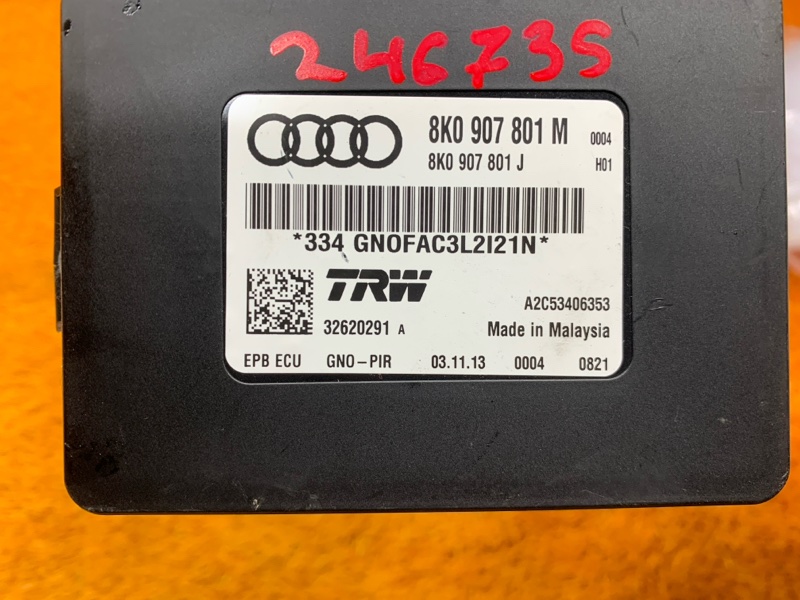 246735
8K0 907 801 M 0004
8K0 907 801 J H01
*334 GNOFAC3L2I21N*
TRW
A2C53406353
32620291 A Made in Malaysia
EPB ECU GNO-PIR 03.11.13 0004 0821